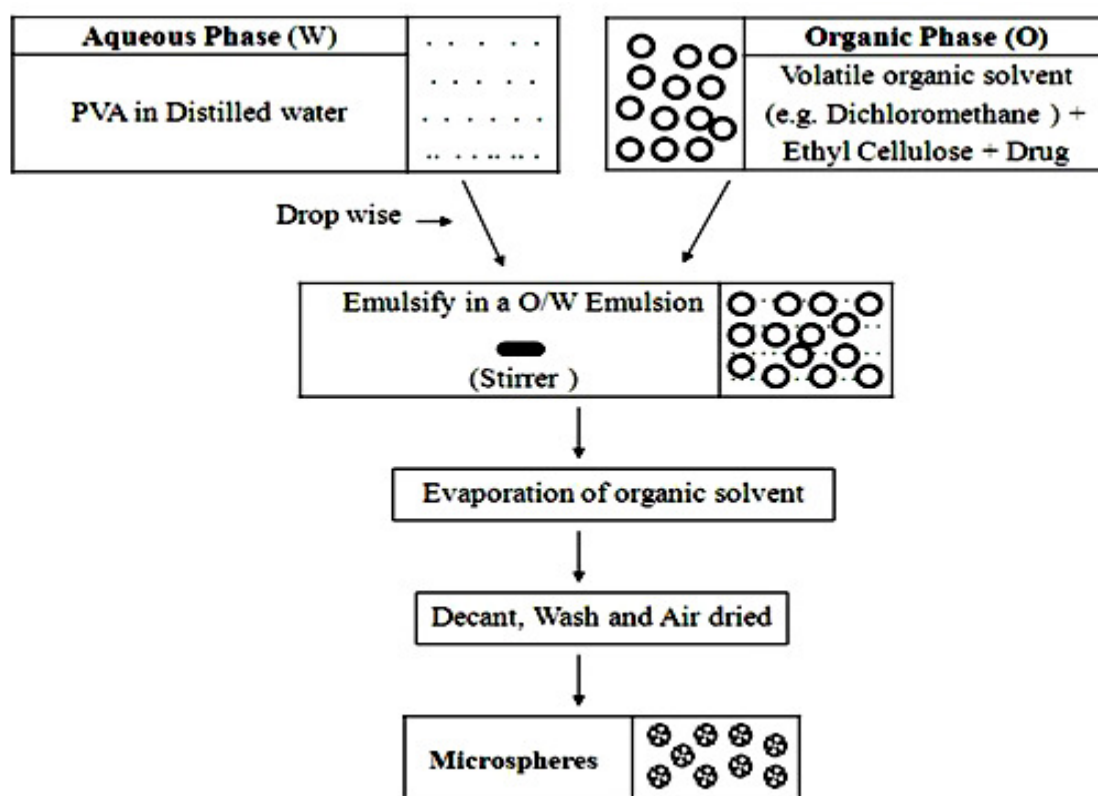 Aqueous Phase (W)
PVA in Distilled water
Organic Phase (O)
Volatile organic solvent
(e.g. Dichloromethane ) +
Ethyl Cellulose + Drug
Drop wise
Emulsify in a O/W Emulsion
(Stirrer )
Evaporation of organic solvent
Decant, Wash and Air dried
Microspheres